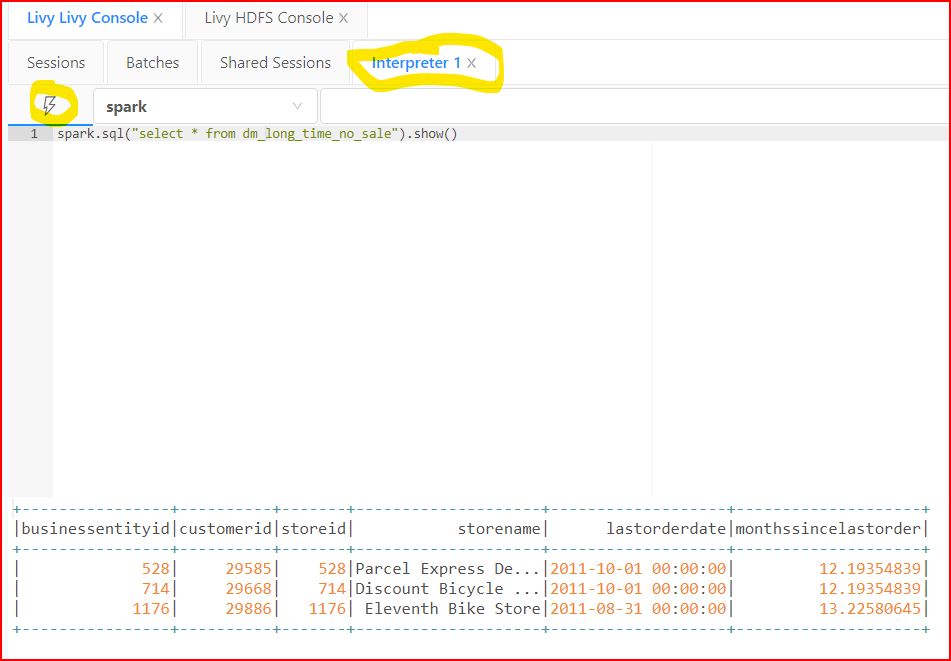 Livy Livy Console × Livy HDFS Console ×
Sessions Batches Shared Sessions Interpreter 1 ×
spark
1 spark.sql("select * from dm_long_time_no_sale").show()
+---------------+----------+-------+--------------------+-------------------+--------------------+
|businessentityid|customerid|storeid| storename| lastorderdate|monthssincelastorder|
+---------------+----------+-------+--------------------+-------------------+--------------------+
| 528| 29585| 528|Parcel Express De...|2011-10-01 00:00:00| 12.19354839|
| 714| 29668| 714|Discount Bicycle ...|2011-10-01 00:00:00| 12.19354839|
| 1176| 29886| 1176| Eleventh Bike Store|2011-08-31 00:00:00| 13.22580645|
+---------------+----------+-------+--------------------+-------------------+--------------------+